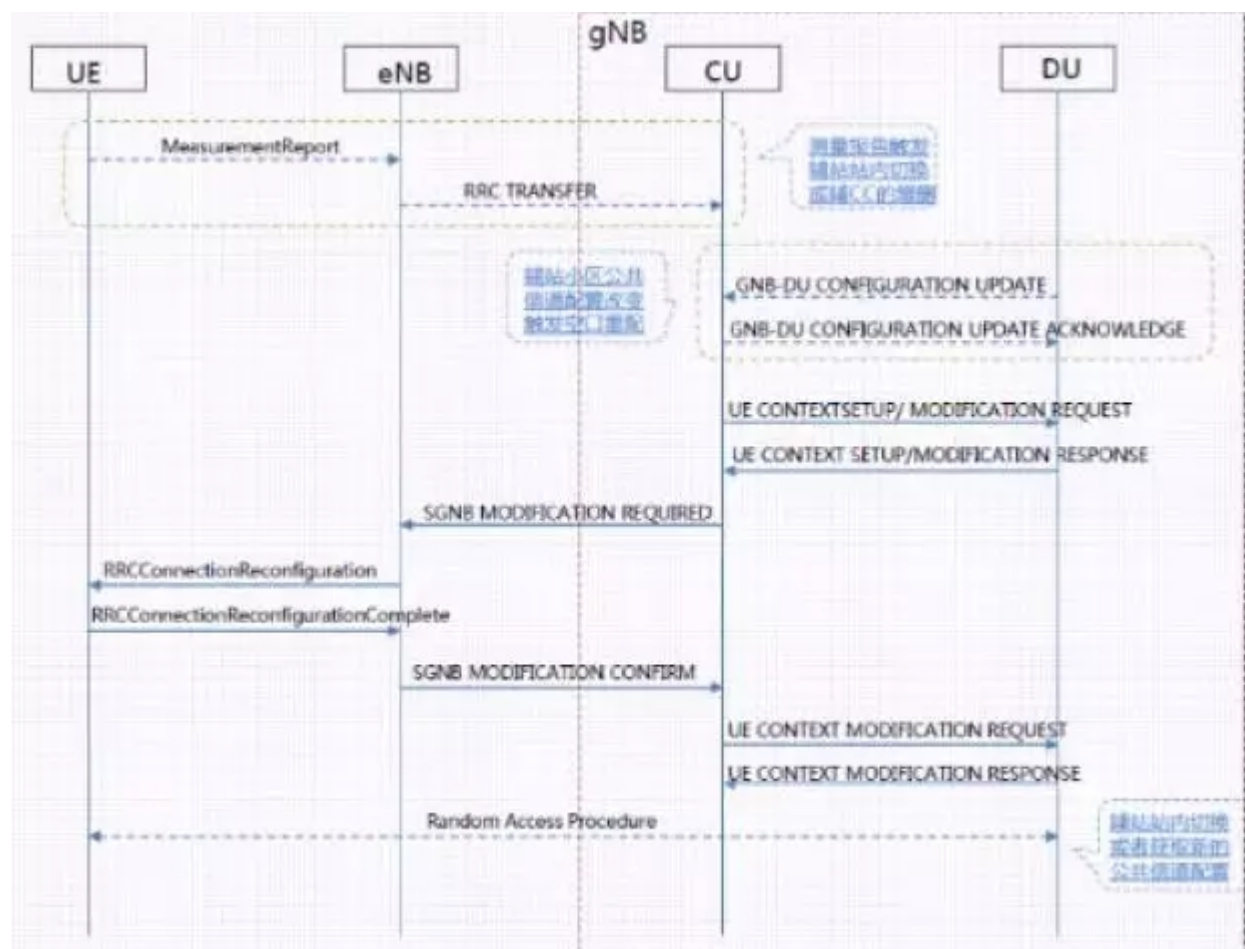 gNB
UE
eNB
CU
DU
MeasurementReport
测量报告触发
辅站站内切换
或辅CC的增删
RRC TRANSFER
辅站小区公共
信道配置改变
触发空口重配
GNB-DU CONFIGURATION UPDATE
GNB-DU CONFIGURATION UPDATE ACKNOWLEDGE
UE CONTEXTSETUP/ MODIFICATION REQUEST
UE CONTEXT SETUP/MODIFICATION RESPONSE
SGNB MODIFICATION REQUIRED
RRCConnectionReconfiguration
RRCConnectionReconfigurationComplete
SGNB MODIFICATION CONFIRM
UE CONTEXT MODIFICATION REQUEST
UE CONTEXT MODIFICATION RESPONSE
Random Access Procedure
辅站站内切换
或者获取新的
公共信道配置